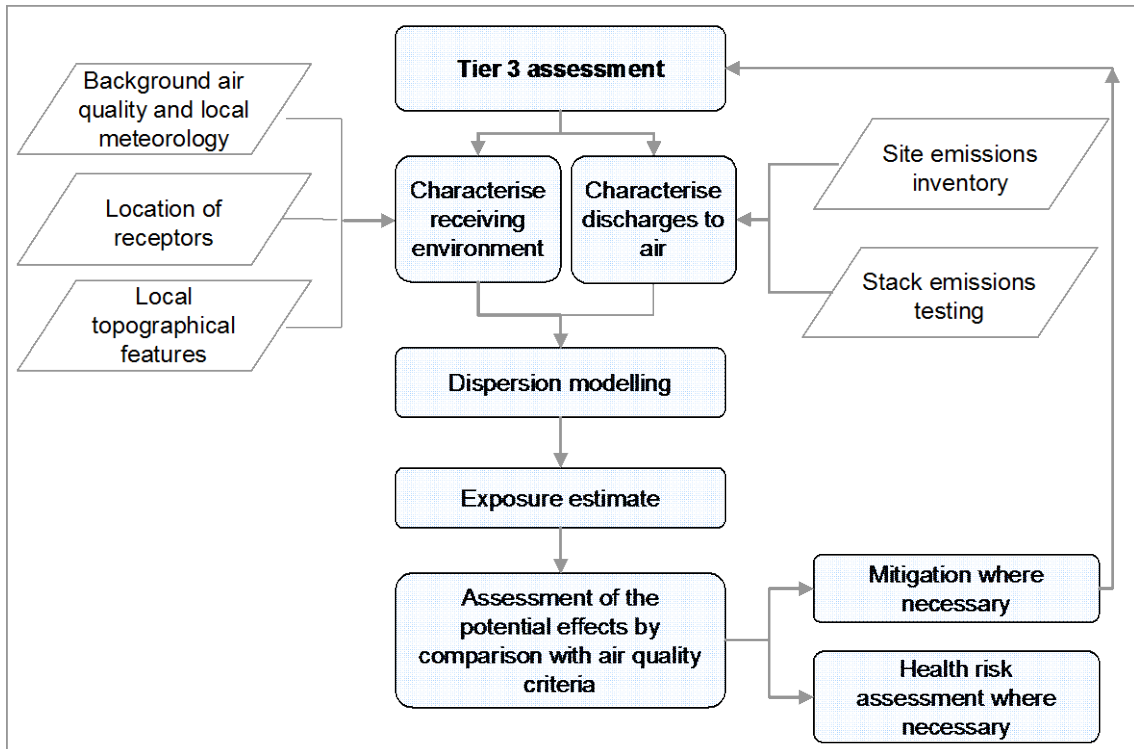 Tier 3 assessment
Background air
quality and local
meteorology
Location of
receptors
Local
topographical
features
Characterise
receiving
environment
Characterise
discharges to
air
Site emissions
inventory
Stack emissions
testing
Dispersion modelling
Exposure estimate
Assessment of the
potential effects by
comparison with air quality
criteria
Mitigation where
necessary
Health risk
assessment where
necessary